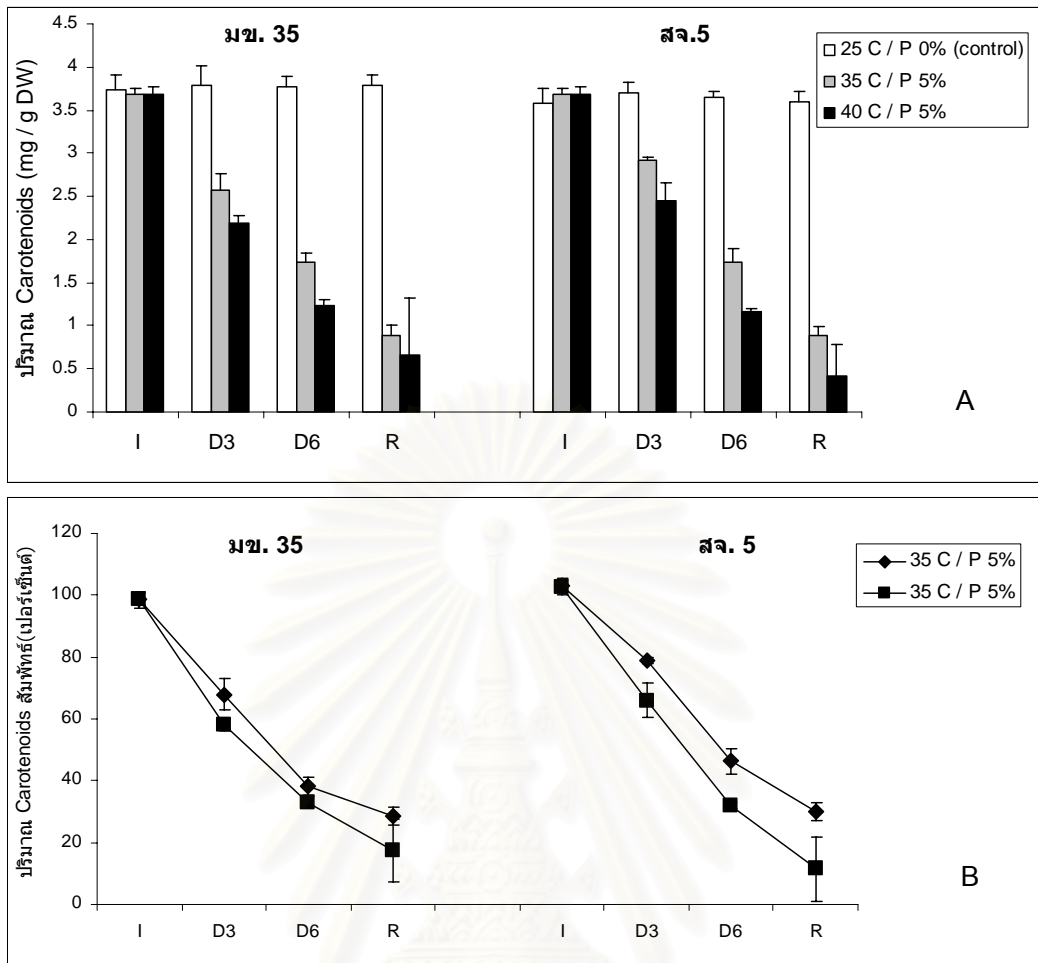 มข. 35
สจ.5
25 C / P 0% (control)
35 C / P 5%
40 C / P 5%
ปริมาณ Carotenoids (mg / g DW)
4.5
4
3.5
3
2.5
2
1.5
1
0.5
0
I D3 D6 R I D3 D6 R
A
มข. 35
สจ. 5
35 C / P 5%
35 C / P 5%
ปริมาณ Carotenoids สัมพัทธ์(เปอร์เซ็นต์)
120
100
80
60
40
20
0
I D3 D6 R I D3 D6 R
B